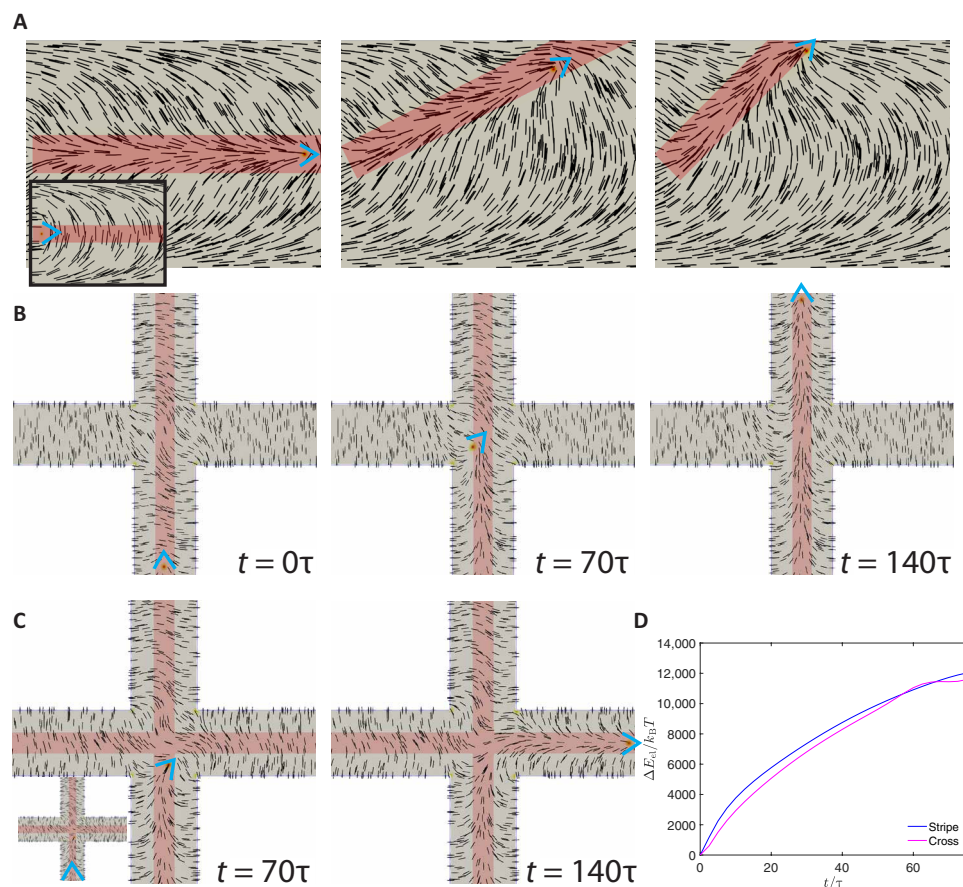 A
B
t = 0τ
t = 70τ
t = 140τ
C
t = 70τ
t = 140τ
D
14,000
12,000
10,000
8000
6000
4000
2000
0
ΔE_el/k_BT
0
20
40
60
t/τ
Stripe
Cross